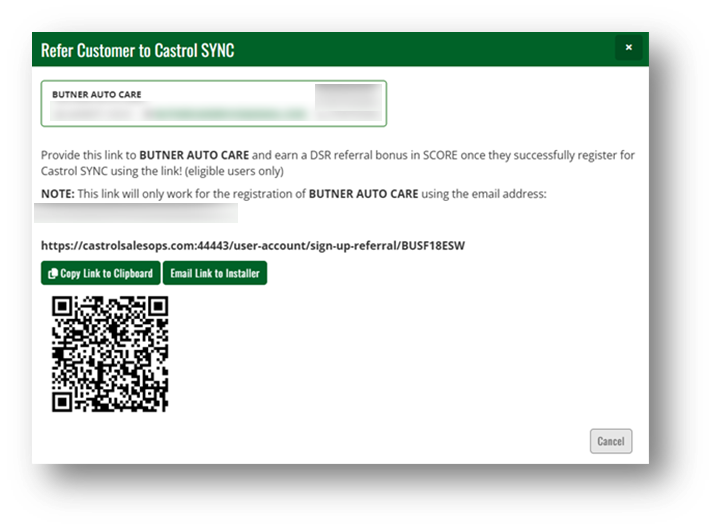 Refer Customer to Castrol SYNC
×
BUTNER AUTO CARE
Provide this link to BUTNER AUTO CARE and earn a DSR referral bonus in SCORE once they successfully register for
Castrol SYNC using the link! (eligible users only)
NOTE: This link will only work for the registration of BUTNER AUTO CARE using the email address:
https://castrolsalesops.com:44443/user-account/sign-up-referral/BUSF18ESW
Copy Link to Clipboard Email Link to Installer
Cancel